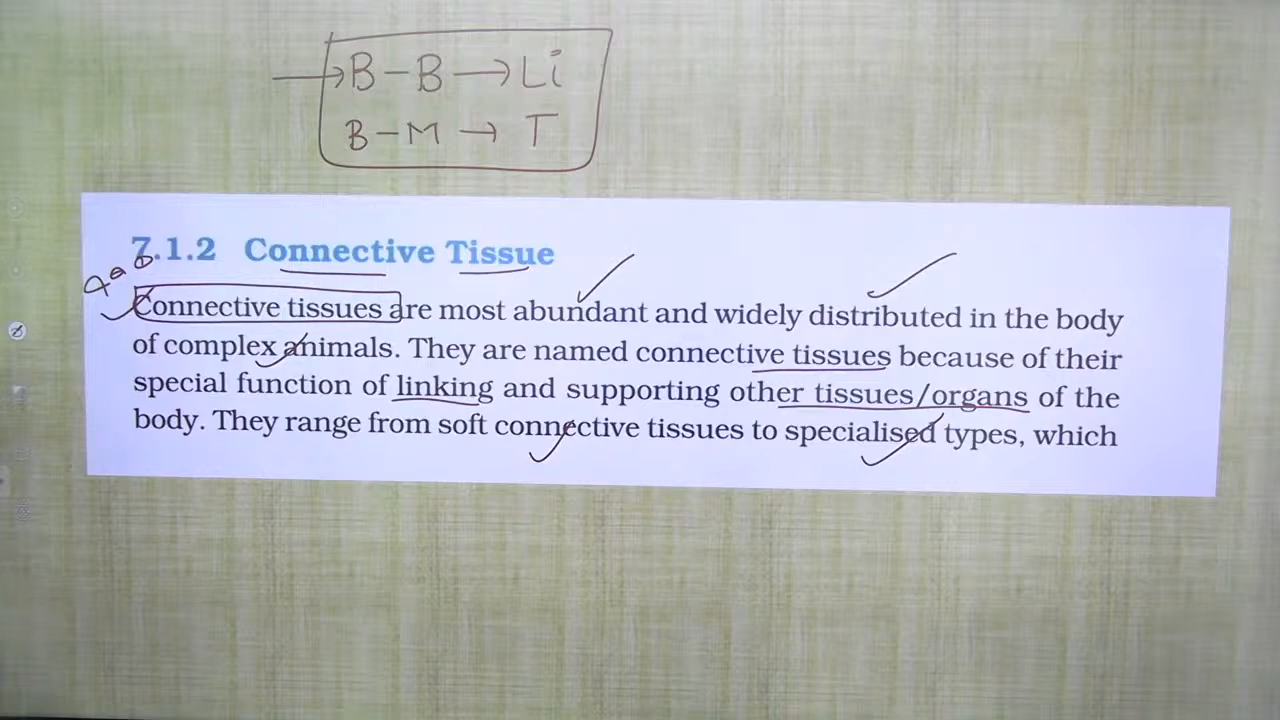 B-B→Li
B-M→T
7.1.2 Connective Tissue
Connective tissues are most abundant and widely distributed in the body
of complex animals. They are named connective tissues because of their
special function of linking and supporting other tissues/organs of the
body. They range from soft connective tissues to specialised types, which